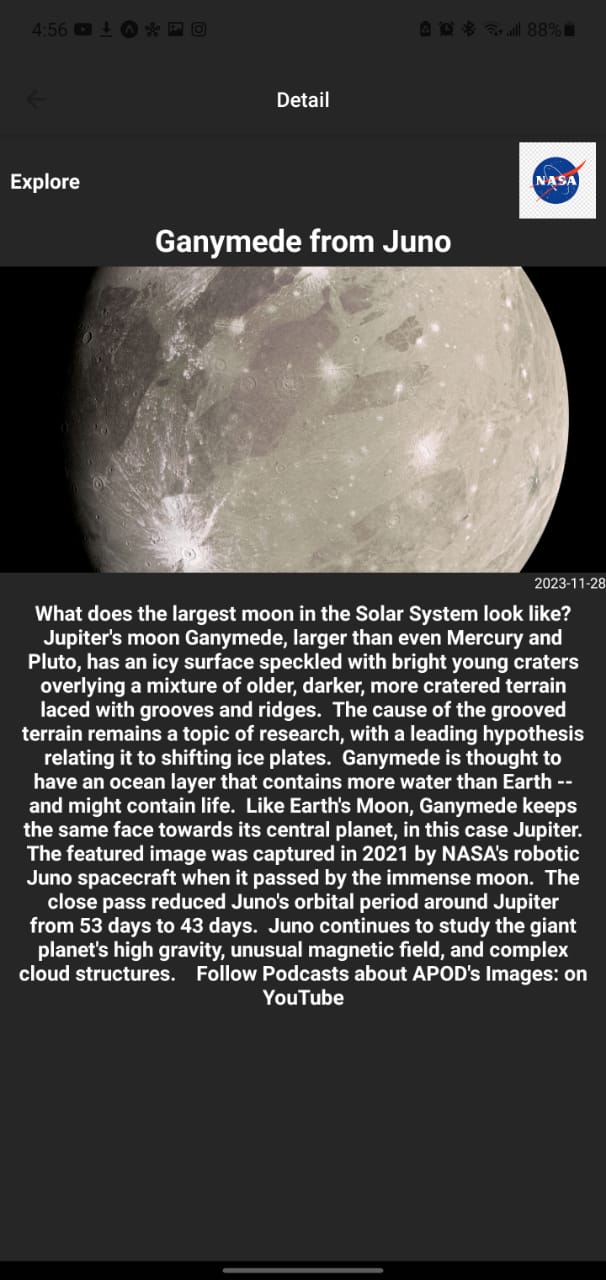 4:56
88%
Detail
Explore
NASA
Ganymede from Juno
2023-11-28
What does the largest moon in the Solar System look like?
Jupiter's moon Ganymede, larger than even Mercury and
Pluto, has an icy surface speckled with bright young craters
overlying a mixture of older, darker, more cratered terrain
laced with grooves and ridges.  The cause of the grooved
terrain remains a topic of research, with a leading hypothesis
relating it to shifting ice plates.  Ganymede is thought to
have an ocean layer that contains more water than Earth --
and might contain life.  Like Earth's Moon, Ganymede keeps
the same face towards its central planet, in this case Jupiter.
The featured image was captured in 2021 by NASA's robotic
Juno spacecraft when it passed by the immense moon.  The
close pass reduced Juno's orbital period around Jupiter
from 53 days to 43 days.  Juno continues to study the giant
planet's high gravity, unusual magnetic field, and complex
cloud structures.    Follow Podcasts about APOD's Images: on
YouTube